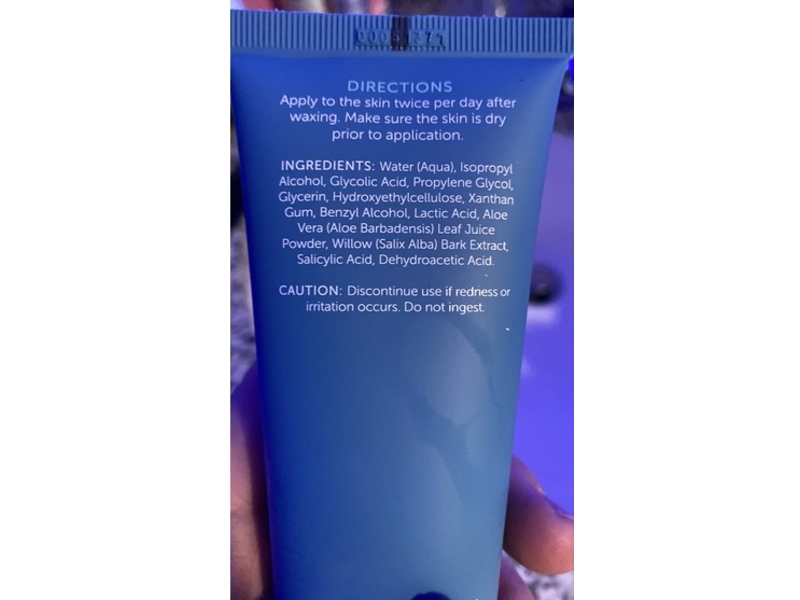 DIRECTIONS
Apply to the skin twice per day after
waxing. Make sure the skin is dry
prior to application.
INGREDIENTS: Water (Aqua), Isopropyl
Alcohol, Glycolic Acid, Propylene Glycol,
Glycerin, Hydroxyethylcellulose, Xanthan
Gum, Benzyl Alcohol, Lactic Acid, Aloe
Vera (Aloe Barbadensis) Leaf Juice
Powder, Willow (Salix Alba) Bark Extract,
Salicylic Acid, Dehydroacetic Acid.
CAUTION: Discontinue use if redness or
irritation occurs. Do not ingest.